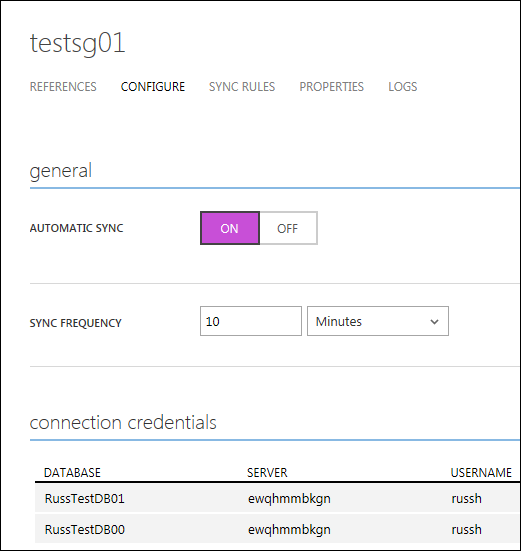 testsg01
REFERENCES CONFIGURE SYNC RULES PROPERTIES LOGS
general
AUTOMATIC SYNC ON OFF
SYNC FREQUENCY 10 Minutes
connection credentials
DATABASE SERVER USERNAME
RussTestDB01 ewqhmmbkgn russh
RussTestDB00 ewqhmmbkgn russh